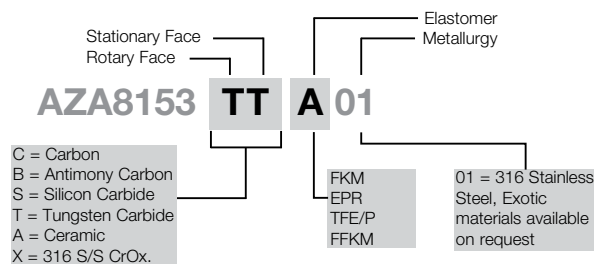 Elastomer
Stationary Face
Metallurgy
Rotary Face
AZA8153 TT A 01
C = Carbon
B = Antimony Carbon
S = Silicon Carbide
T = Tungsten Carbide
A = Ceramic
X = 316 S/S CrOx.
FKM
EPR
TFE/P
FFKM
01 = 316 Stainless
Steel, Exotic
materials available
on request